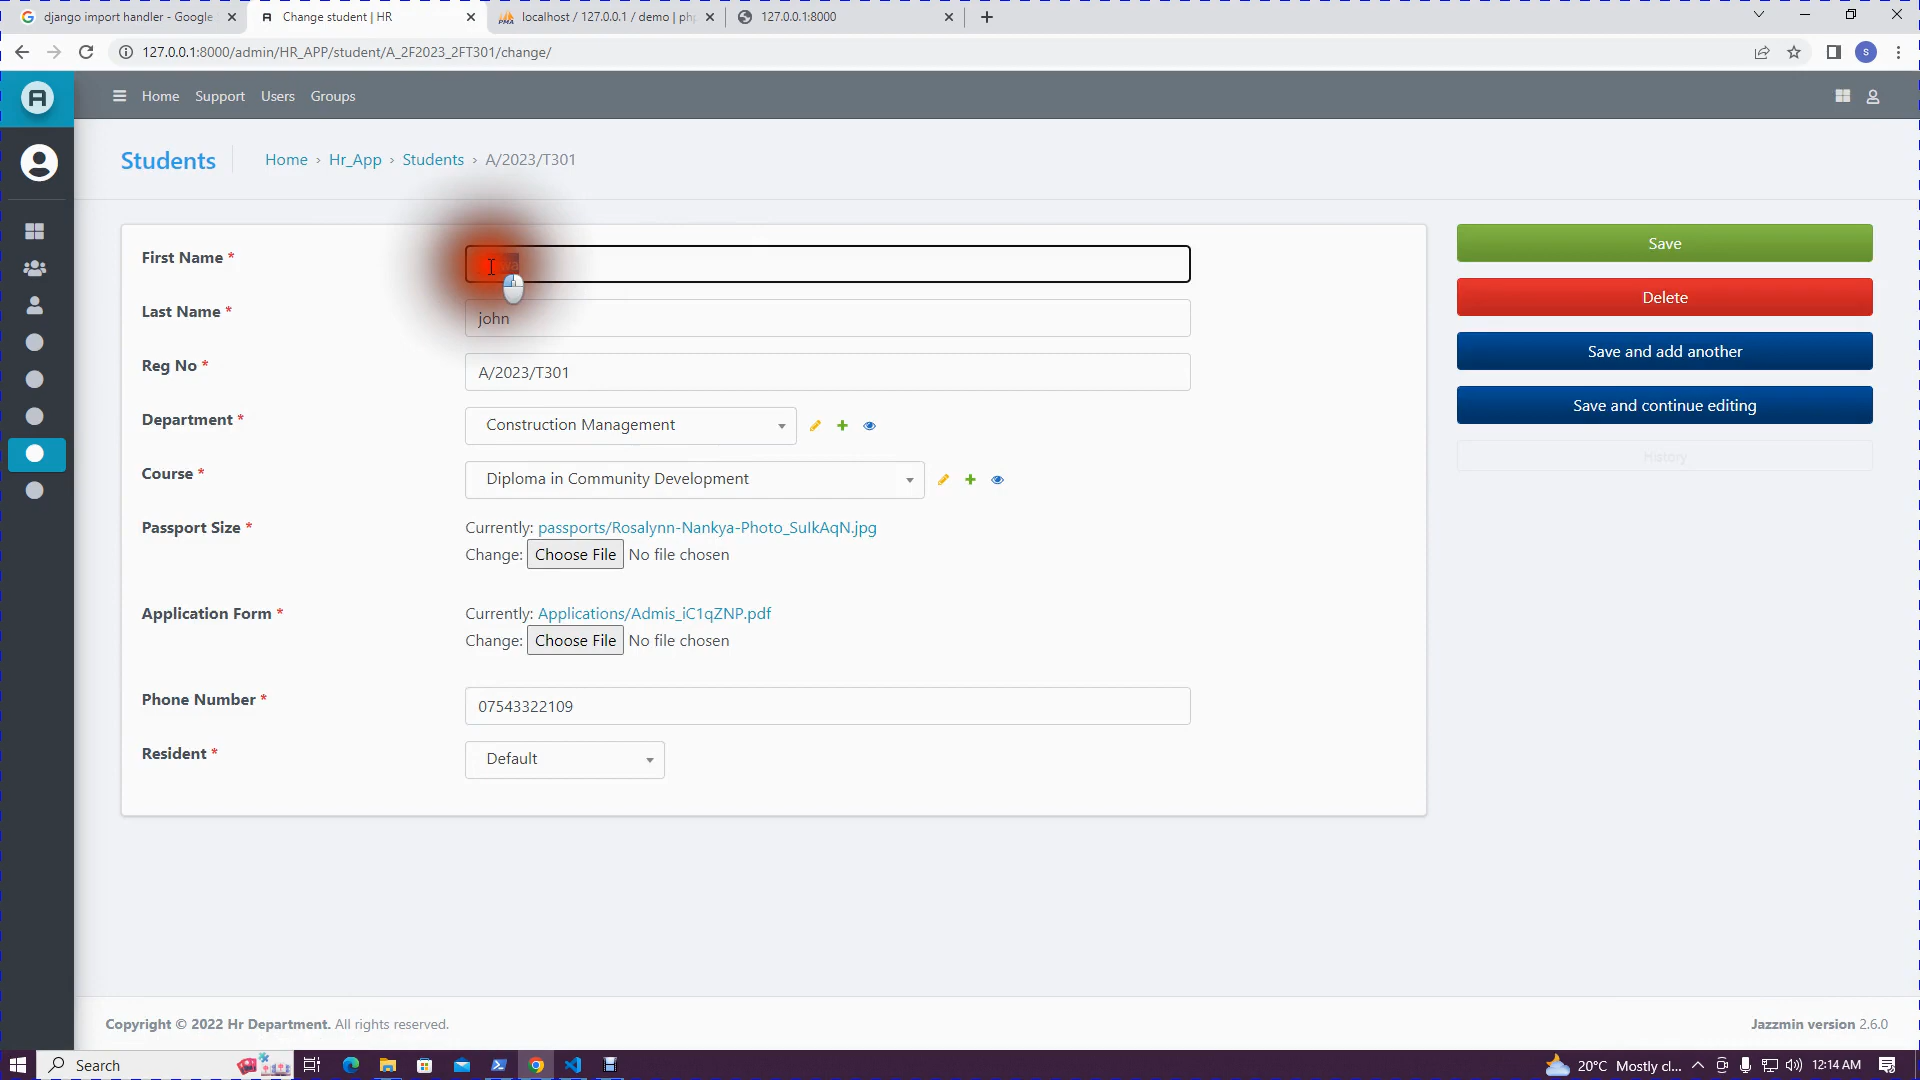 django import handler - Google
Change student | HR
localhost / 127.0.0.1 / demo | ph
127.0.0.1:8000
127.0.0.1:8000/admin/HR_APP/student/A_2F2023_2FT301/change/
S
A
Home Support Users Groups
Students
Home › Hr_App › Students › A/2023/T301
First Name *
Last Name *
john
Reg No *
A/2023/T301
Department *
Construction Management
Course *
Diploma in Community Development
Passport Size *
Currently: passports/Rosalynn-Nankya-Photo_SuIkAqN.jpg
Change: Choose File No file chosen
Application Form *
Currently: Applications/Admis_iC1qZNP.pdf
Change: Choose File No file chosen
Phone Number *
07543322109
Resident *
Default
Save
Delete
Save and add another
Save and continue editing
History
Copyright © 2022 Hr Department. All rights reserved.
Jazzmin version 2.6.0
Search
20°C Mostly cl...
12:14 AM